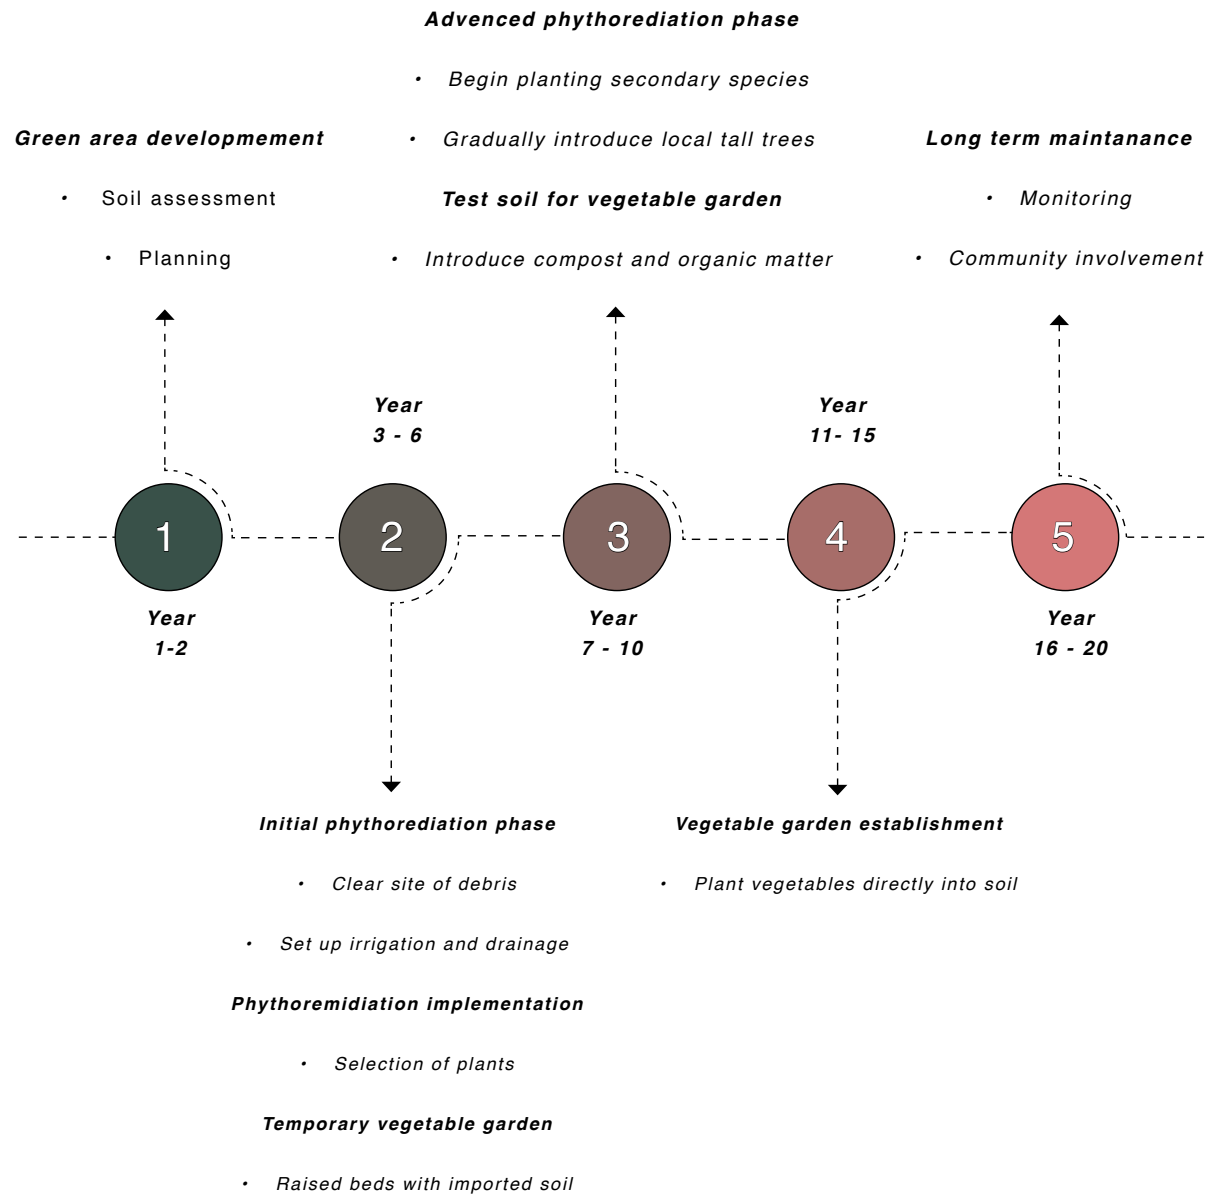 Advenced phythorediation phase
• Begin planting secondary species
• Gradually introduce local tall trees
Test soil for vegetable garden
• Introduce compost and organic matter
Green area developmement
• Soil assessment
• Planning
Long term maintanance
• Monitoring
• Community involvement
Year
3 - 6
Year
11- 15
1
2
3
4
5
Year
1-2
Year
7 - 10
Year
16 - 20
Initial phythorediation phase
• Clear site of debris
• Set up irrigation and drainage
Phythoremidiation implementation
• Selection of plants
Temporary vegetable garden
• Raised beds with imported soil
Vegetable garden establishment
• Plant vegetables directly into soil